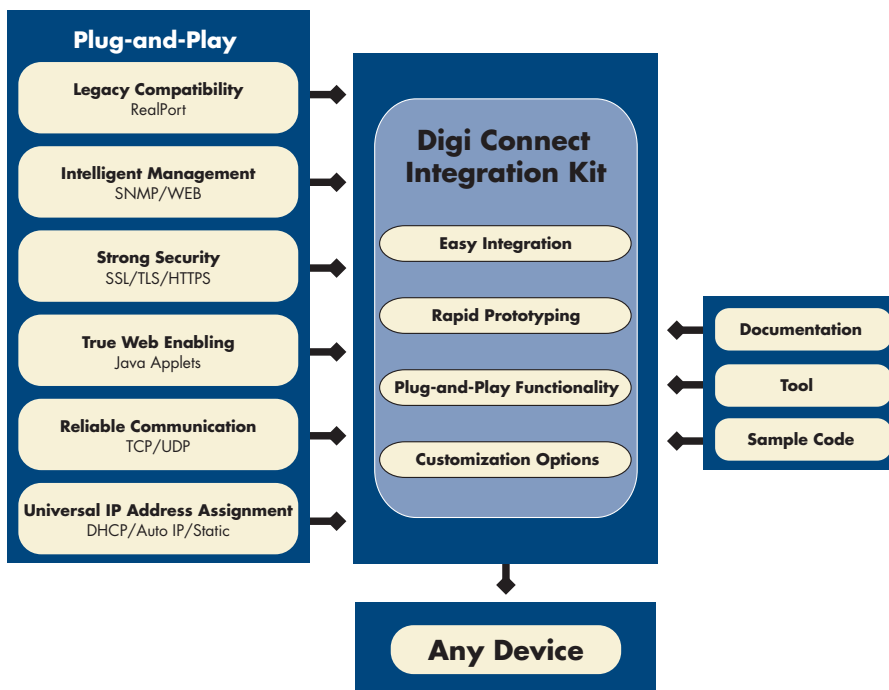 Plug-and-Play
Legacy Compatibility
RealPort
Intelligent Management
SNMP/WEB
Strong Security
SSL/TLS/HTTPS
True Web Enabling
Java Applets
Reliable Communication
TCP/UDP
Universal IP Address Assignment
DHCP/Auto IP/Static
Digi Connect
Integration Kit
Easy Integration
Rapid Prototyping
Plug-and-Play Functionality
Customization Options
Documentation
Tool
Sample Code
Any Device